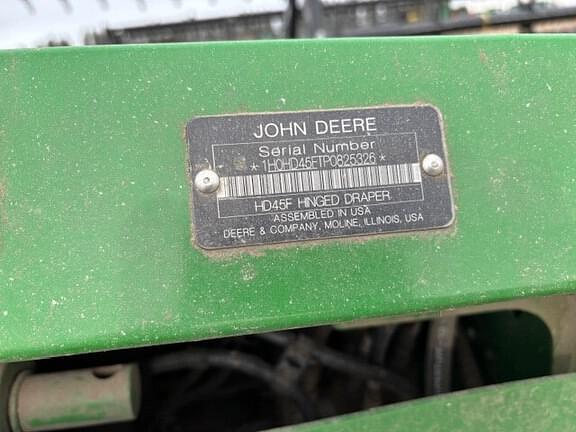 JOHN DEERE
Serial Number
*1H0HD45FTP0825326*
HD45F HINGED DRAPER
ASSEMBLED IN USA
DEERE & COMPANY, MOLINE, ILLINOIS, USA